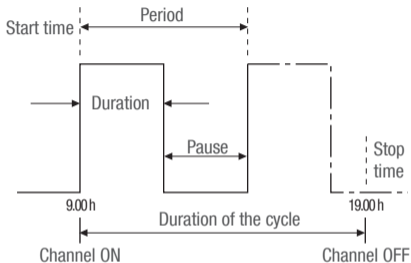 Period
Start time
Duration
Pause
Stop
time
9.00 h
19.00 h
Duration of the cycle
Channel ON
Channel OFF